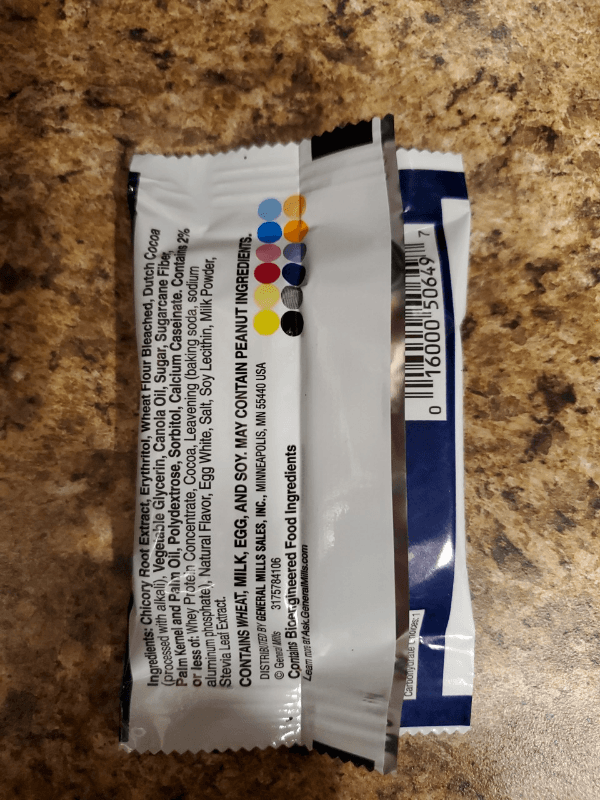 Ingredients: Chicory Root Extract, Erythritol, Wheat Flour Bleached, Dutch Cocoa
(processed with alkali), Vegetable Glycerin, Canola Oil, Sugar, Sugarcane Fiber,
Palm Kernel and Palm Oil, Polydextrose, Sorbitol, Calcium Caseinate. Contains 2%
or less of: Whey Protein Concentrate, Cocoa, Leavening (baking soda, sodium
aluminum phosphate), Natural Flavor, Egg White, Salt, Soy Lecithin, Milk Powder,
Stevia Leaf Extract.
CONTAINS WHEAT, MILK, EGG, AND SOY. MAY CONTAIN PEANUT INGREDIENTS.
DISTRIBUTED BY GENERAL MILLS SALES, INC., MINNEAPOLIS, MN 55440 USA
© General Mills 3175784106
Contains Bioengineered Food Ingredients
Learn more at Ask.GeneralMills.com
Carbohydrate Choices: 1
0 16000 50649 7